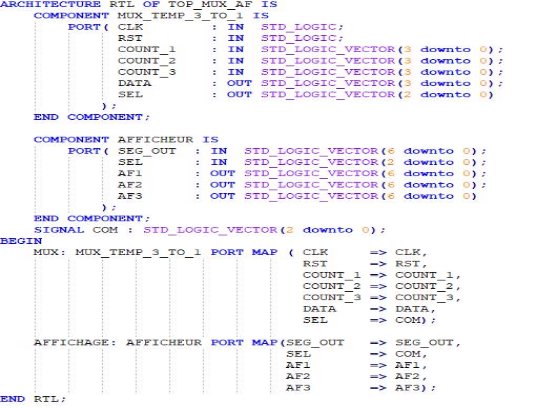 ARCHITECTURE RTL OF TOP_MUX_AF IS
COMPONENT MUX_TEMP_3_TO_1 IS
PORT( CLK : IN STD_LOGIC;
RST : IN STD_LOGIC;
COUNT_1 : IN STD_LOGIC_VECTOR(3 downto 0);
COUNT_2 : IN STD_LOGIC_VECTOR(3 downto 0);
COUNT_3 : IN STD_LOGIC_VECTOR(3 downto 0);
DATA : OUT STD_LOGIC_VECTOR(3 downto 0);
SEL : OUT STD_LOGIC_VECTOR(2 downto 0)
);
END COMPONENT;
COMPONENT AFFICHEUR IS
PORT( SEG_OUT : IN STD_LOGIC_VECTOR(6 downto 0);
SEL : IN STD_LOGIC_VECTOR(2 downto 0);
AF1 : OUT STD_LOGIC_VECTOR(6 downto 0);
AF2 : OUT STD_LOGIC_VECTOR(6 downto 0);
AF3 : OUT STD_LOGIC_VECTOR(6 downto 0)
);
END COMPONENT;
SIGNAL COM : STD_LOGIC_VECTOR(2 downto 0);
BEGIN
MUX: MUX_TEMP_3_TO_1 PORT MAP ( CLK => CLK,
RST => RST,
COUNT_1 => COUNT_1,
COUNT_2 => COUNT_2,
COUNT_3 => COUNT_3,
DATA => DATA,
SEL => COM);
AFFICHAGE: AFFICHEUR PORT MAP(SEG_OUT => SEG_OUT,
SEL => COM,
AF1 => AF1,
AF2 => AF2,
AF3 => AF3);
END RTL;